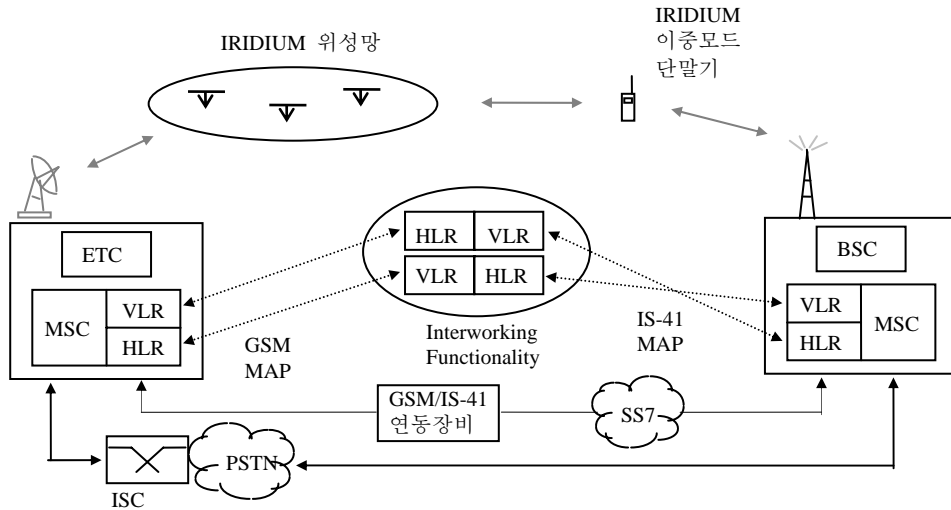 IRIDIUM 위성망
IRIDIUM
이중모드
단말기
ETC
MSC
VLR
HLR
HLR
VLR
VLR
HLR
Interworking
Functionality
GSM
MAP
IS-41
MAP
BSC
VLR
HLR
MSC
GSM/IS-41
연동장비
SS7
PSTN
ISC